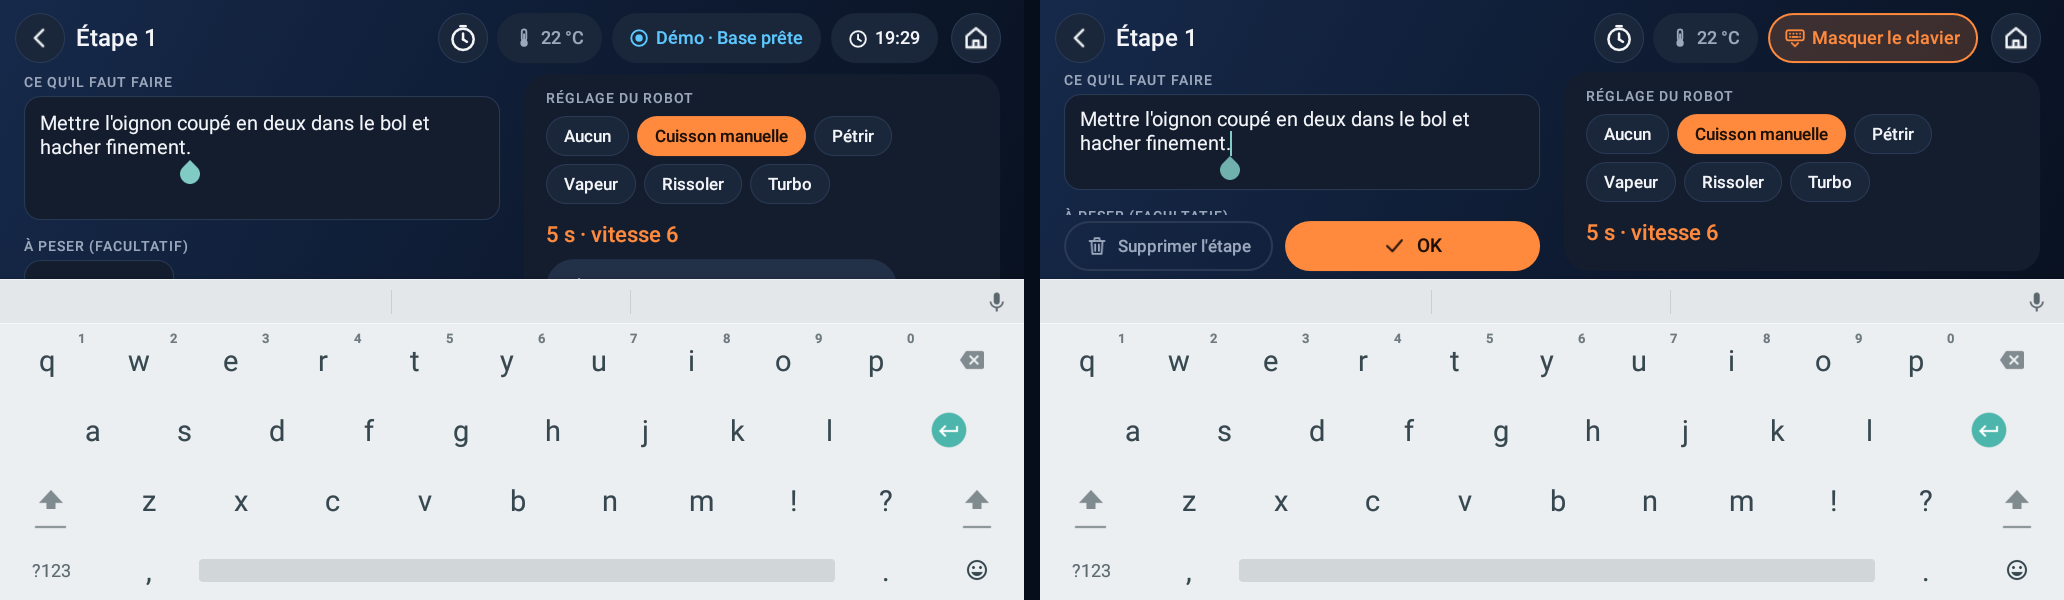 Étape 1
22 °C
Démo · Base prête
19:29
CE QU'IL FAUT FAIRE
Mettre l'oignon coupé en deux dans le bol et
hacher finement.
À PESER (FACULTATIF)
RÉGLAGE DU ROBOT
Aucun
Cuisson manuelle
Pétrir
Vapeur
Rissoler
Turbo
5 s · vitesse 6
1 2 3 4 5 6 7 8 9 0
q w e r t y u i o p
a s d f g h j k l
z x c v b n m ! ?
?123 , .
Étape 1
22 °C
Masquer le clavier
CE QU'IL FAUT FAIRE
Mettre l'oignon coupé en deux dans le bol et
hacher finement.
À PESER (FACULTATIF)
Supprimer l'étape
OK
RÉGLAGE DU ROBOT
Aucun
Cuisson manuelle
Pétrir
Vapeur
Rissoler
Turbo
5 s · vitesse 6
1 2 3 4 5 6 7 8 9 0
q w e r t y u i o p
a s d f g h j k l
z x c v b n m ! ?
?123 , .